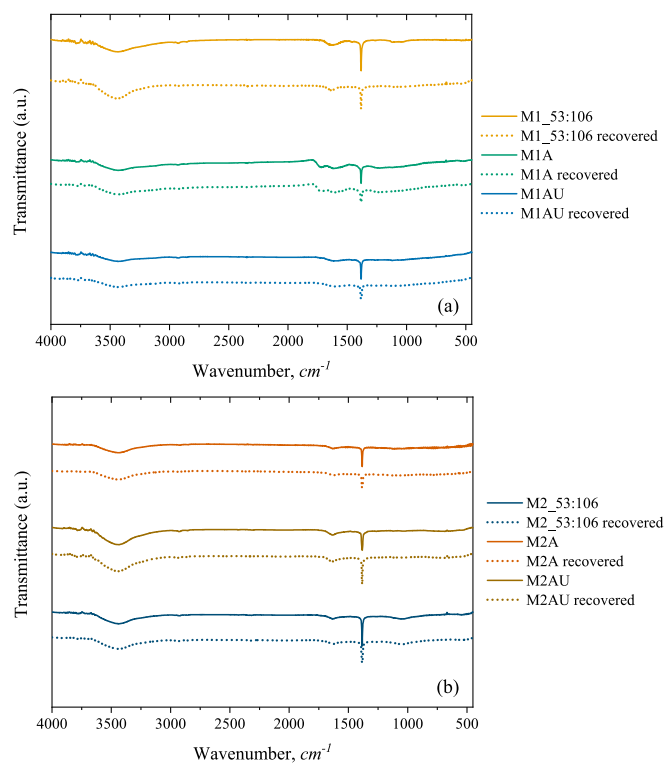 Transmittance (a.u.)
M1_53:106
M1_53:106 recovered
M1A
M1A recovered
M1AU
M1AU recovered
(a)
4000 3500 3000 2500 2000 1500 1000 500
Wavenumber, cm-1
Transmittance (a.u.)
M2_53:106
M2_53:106 recovered
M2A
M2A recovered
M2AU
M2AU recovered
(b)
4000 3500 3000 2500 2000 1500 1000 500
Wavenumber, cm-1